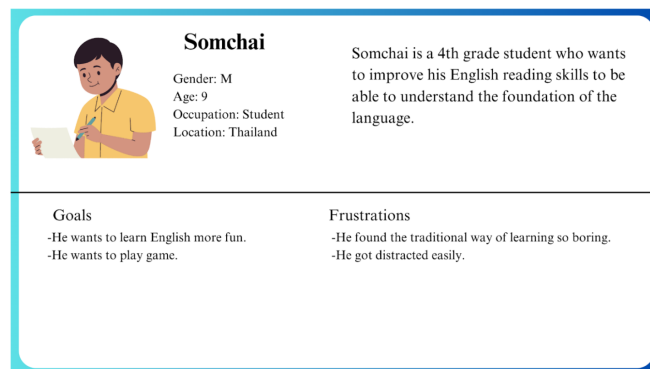 Somchai
Gender: M
Age: 9
Occupation: Student
Location: Thailand
Somchai is a 4th grade student who wants
to improve his English reading skills to be
able to understand the foundation of the
language.
Goals
-He wants to learn English more fun.
-He wants to play game.
Frustrations
-He found the traditional way of learning so boring.
-He got distracted easily.